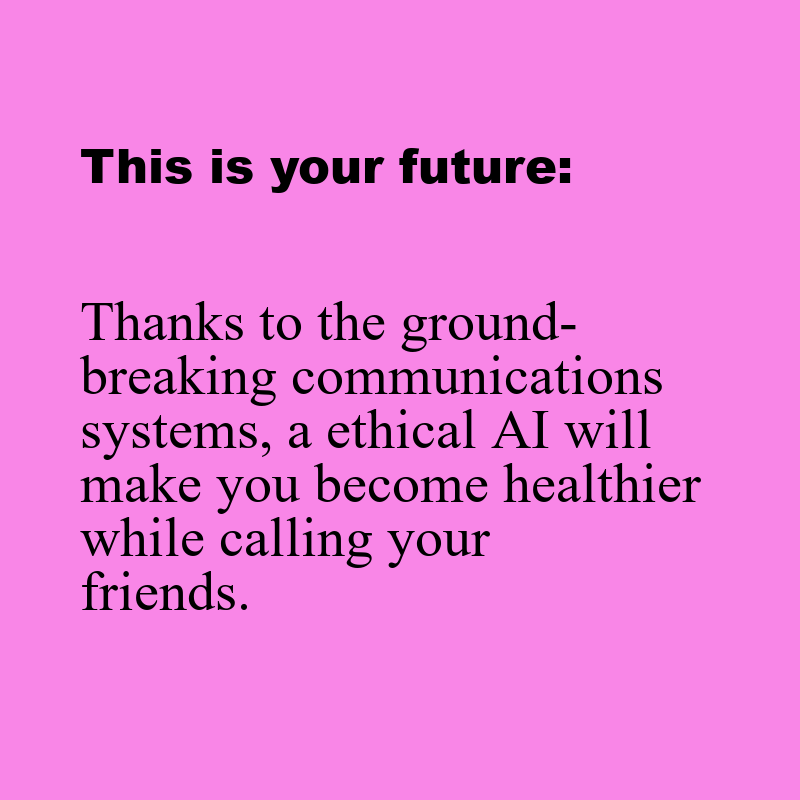 This is your future:
Thanks to the ground-
breaking communications
systems, a ethical AI will
make you become healthier
while calling your
friends.